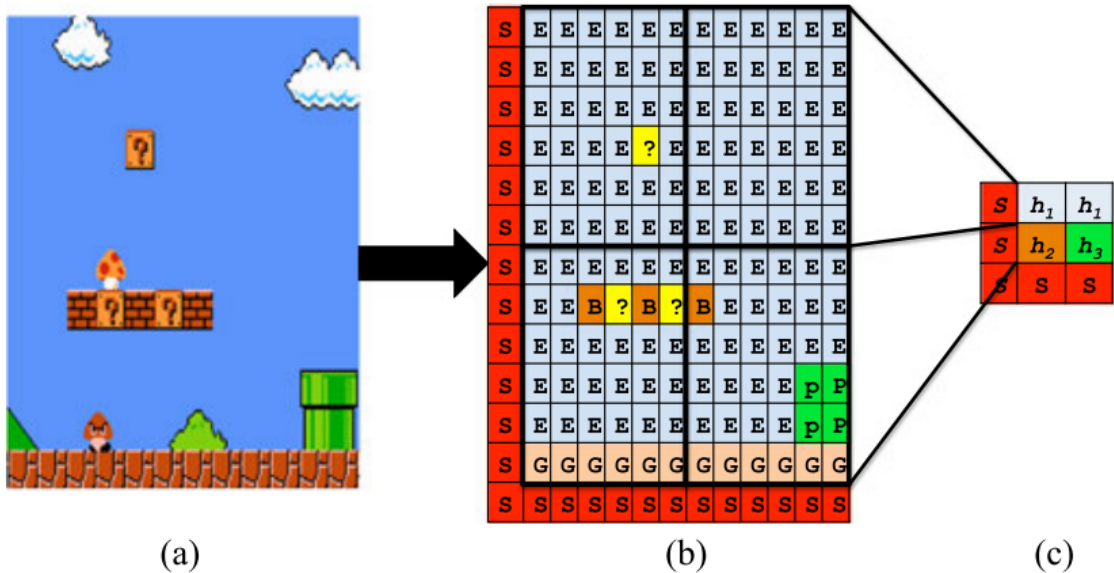 ?
? ?
(a)
S E E E E E E E E E E E E
S E E E E E E E E E E E E
S E E E E E E E E E E E E
S E E E E ? E E E E E E E
S E E E E E E E E E E E E
S E E E E E E E E E E E E
S E E E E E E E E E E E E
S E E B ? B ? B E E E E E
S E E E E E E E E E E E E
S E E E E E E E E E E p P
S E E E E E E E E E E p P
S G G G G G G G G G G G G
S S S S S S S S S S S S S
(b)
S h₁ h₁
S h₂ h₃
S S S
(c)